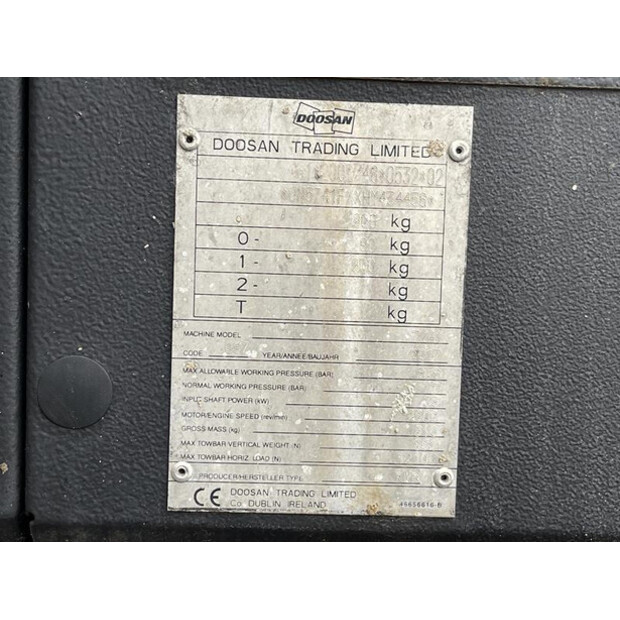 DOOSAN
DOOSAN TRADING LIMITED
kg
0- kg
1- kg
2- kg
T kg
MACHINE MODEL
CODE YEAR/ANNEE/BAUJAHR
MAX ALLOWABLE WORKING PRESSURE (BAR)
NORMAL WORKING PRESSURE (BAR)
INPUT SHAFT POWER (kW)
MOTOR/ENGINE SPEED (rev/min)
GROSS MASS (kg)
MAX TOWBAR VERTICAL WEIGHT (N)
MAX TOWBAR HORIZ. LOAD (N)
PRODUCER/HERSTELLER TYPE
CE DOOSAN TRADING LIMITED
Co DUBLIN IRELAND